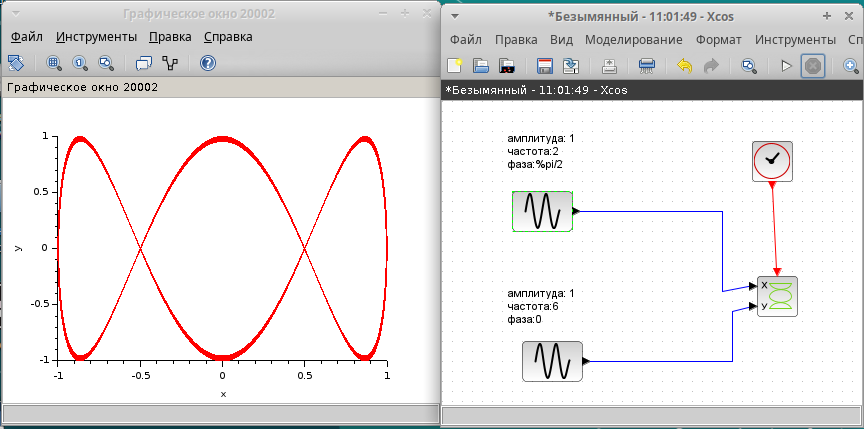 Графическое окно 20002
Файл Инструменты Правка Справка
Графическое окно 20002
1
0.5
0
-0.5
-1
y
-1 -0.5 0 0.5 1
x
*Безымянный - 11:01:49 - Xcos
Файл Правка Вид Моделирование Формат Инструменты Сп
*Безымянный - 11:01:49 - Xcos
амплитуда: 1
частота:2
фаза:%pi/2
X
Y
амплитуда: 1
частота:6
фаза:0